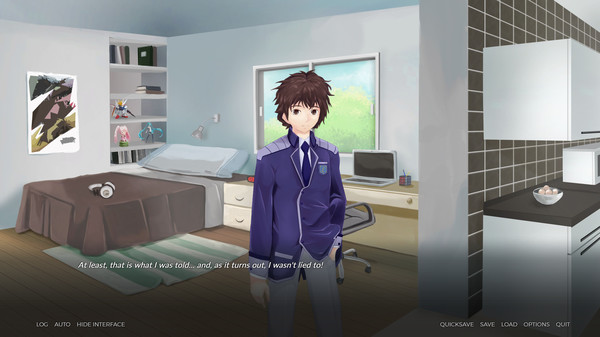 At least, that is what I was told... and, as it turns out, I wasn't lied to!
LOG AUTO HIDE INTERFACE QUICKSAVE SAVE LOAD OPTIONS QUIT